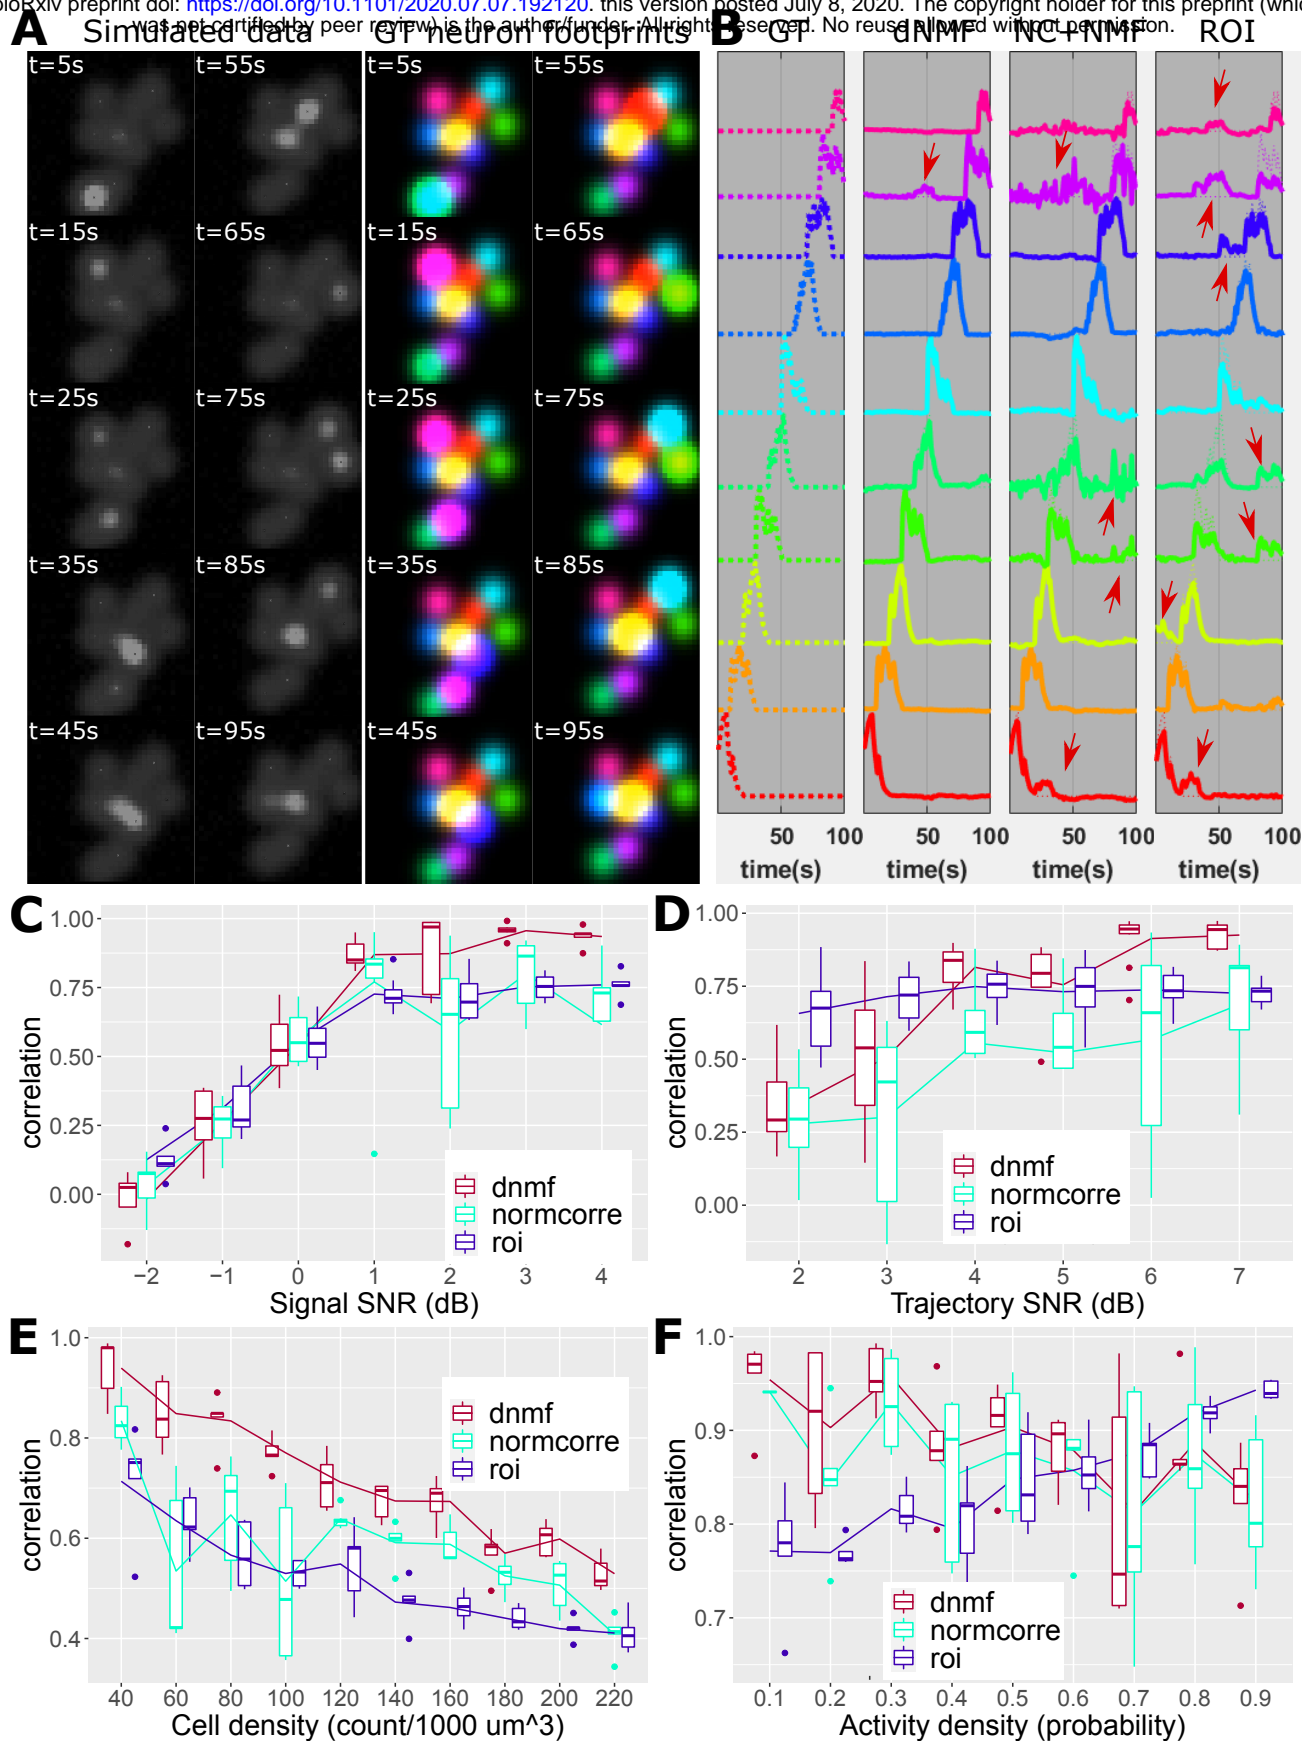 bioRxiv preprint doi: https://doi.org/10.1101/2020.07.07.192120. this version posted July 8, 2020. The copyright holder for this preprint (whi
was not certified by peer review) is the author/funder. All rights reserved. No reuse allowed without permission.
A Simulated data GT neuron footprints
t=5s t=55s t=5s t=55s
t=15s t=65s t=15s t=65s
t=25s t=75s t=25s t=75s
t=35s t=85s t=35s t=85s
t=45s t=95s t=45s t=95s
B GT dNMF NC+NMF ROI
50 100 50 100 50 100 50 100
time(s) time(s) time(s) time(s)
C
correlation
1.00
0.75
0.50
0.25
0.00
dnmf
normcorre
roi
−2 −1 0 1 2 3 4
Signal SNR (dB)
D
correlation
1.00
0.75
0.50
0.25
0.00
dnmf
normcorre
roi
2 3 4 5 6 7
Trajectory SNR (dB)
E
correlation
1.0
0.8
0.6
0.4
dnmf
normcorre
roi
40 60 80 100 120 140 160 180 200 220
Cell density (count/1000 um^3)
F
correlation
1.0
0.9
0.8
0.7
dnmf
normcorre
roi
0.1 0.2 0.3 0.4 0.5 0.6 0.7 0.8 0.9
Activity density (probability)